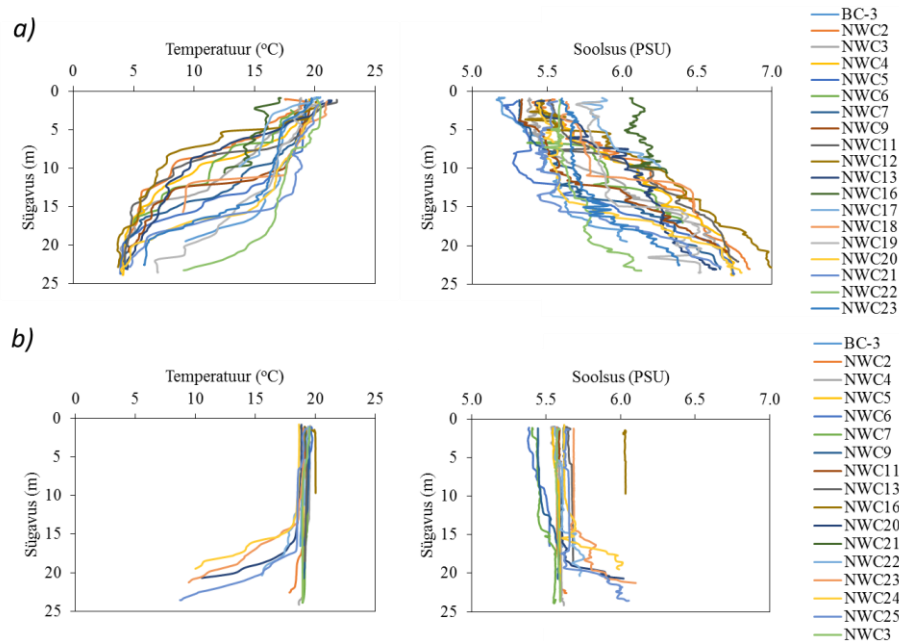 a)
Temperatuur (°C)
0 5 10 15 20 25
Sügavus (m)
0
5
10
15
20
25
Soolsus (PSU)
5.0 5.5 6.0 6.5 7.0
Sügavus (m)
0
5
10
15
20
25
BC-3
NWC2
NWC3
NWC4
NWC5
NWC6
NWC7
NWC9
NWC11
NWC12
NWC13
NWC16
NWC17
NWC18
NWC19
NWC20
NWC21
NWC22
NWC23
b)
Temperatuur (°C)
0 5 10 15 20 25
Sügavus (m)
0
5
10
15
20
25
Soolsus (PSU)
5.0 5.5 6.0 6.5 7.0
Sügavus (m)
0
5
10
15
20
25
BC-3
NWC2
NWC4
NWC5
NWC6
NWC7
NWC9
NWC11
NWC13
NWC16
NWC20
NWC21
NWC22
NWC23
NWC24
NWC25
NWC3